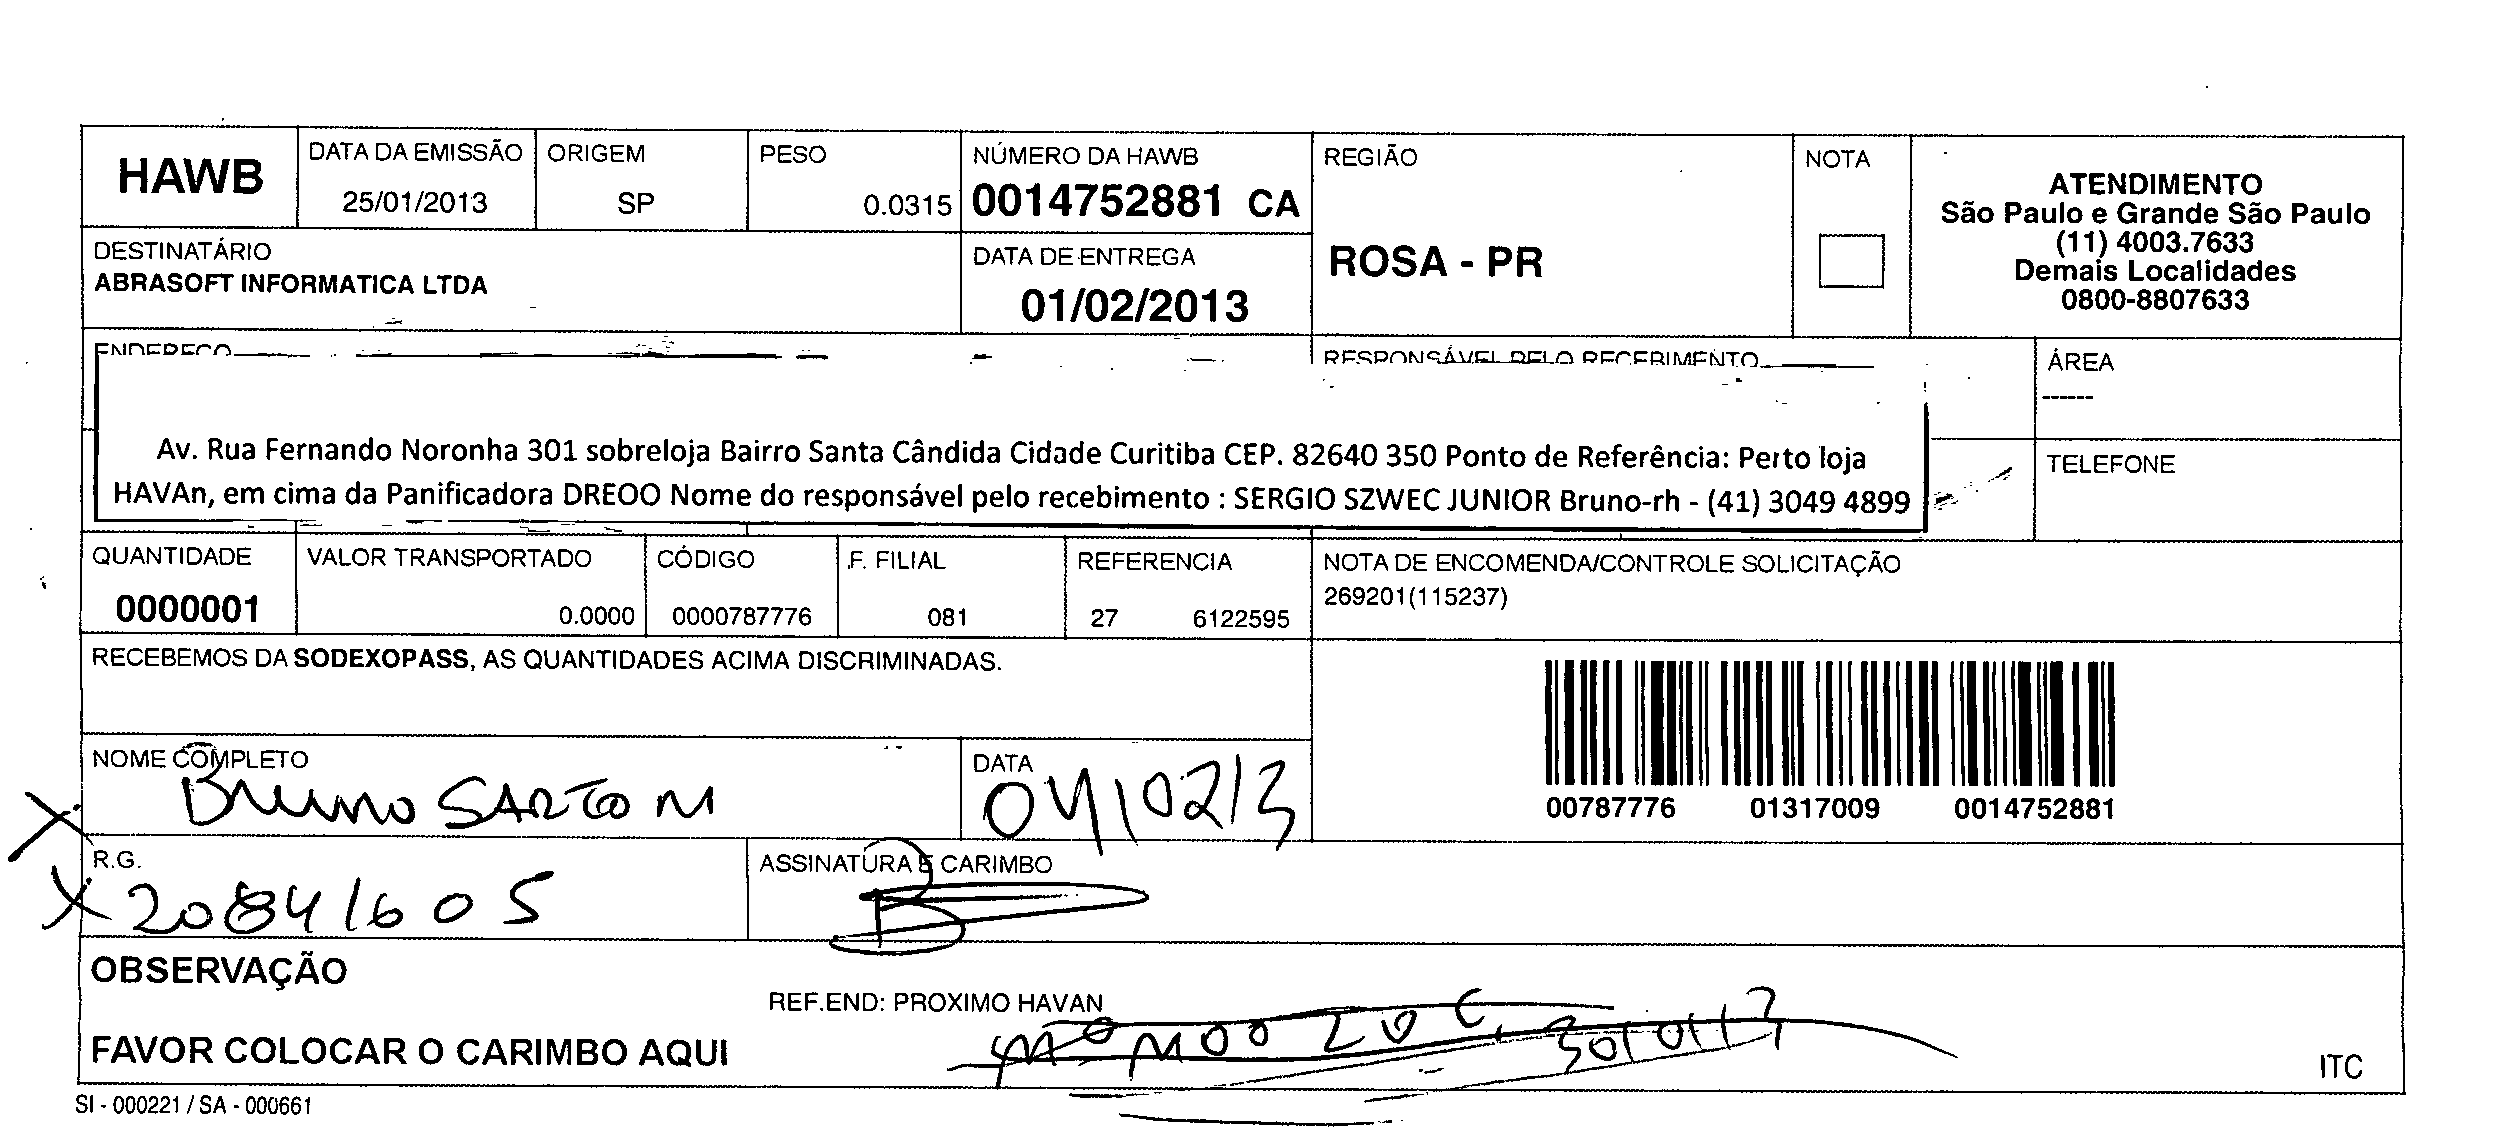 HAWB
DATA DA EMISSÃO
25/01/2013
ORIGEM
SP
PESO
0.0315
NÚMERO DA HAWB
0014752881 CA
REGIÃO
ROSA - PR
NOTA
ATENDIMENTO
São Paulo e Grande São Paulo
(11) 4003.7633
Demais Localidades
0800-8807633
DESTINATÁRIO
ABRASOFT INFORMATICA LTDA
DATA DE ENTREGA
01/02/2013
ENDEREÇO
RESPONSÁVEL PELO RECEBIMENTO
ÁREA
------
Av. Rua Fernando Noronha 301 sobreloja Bairro Santa Cândida Cidade Curitiba CEP. 82640 350 Ponto de Referência: Perto loja
HAVAn, em cima da Panificadora DREOO Nome do responsável pelo recebimento : SERGIO SZWEC JUNIOR Bruno-rh - (41) 3049 4899
TELEFONE
QUANTIDADE
0000001
VALOR TRANSPORTADO
0.0000
CÓDIGO
0000787776
F. FILIAL
081
REFERENCIA
27 6122595
NOTA DE ENCOMENDA/CONTROLE SOLICITAÇÃO
269201(115237)
RECEBEMOS DA SODEXOPASS, AS QUANTIDADES ACIMA DISCRIMINADAS.
00787776 01317009 0014752881
NOME COMPLETO
Bruno SARTORI
DATA
04/02/13
R.G.
20841605
ASSINATURA E CARIMBO
OBSERVAÇÃO
REF.END: PROXIMO HAVAN
FAVOR COLOCAR O CARIMBO AQUI
30/01/13
ITC
SI - 000221 / SA - 000661